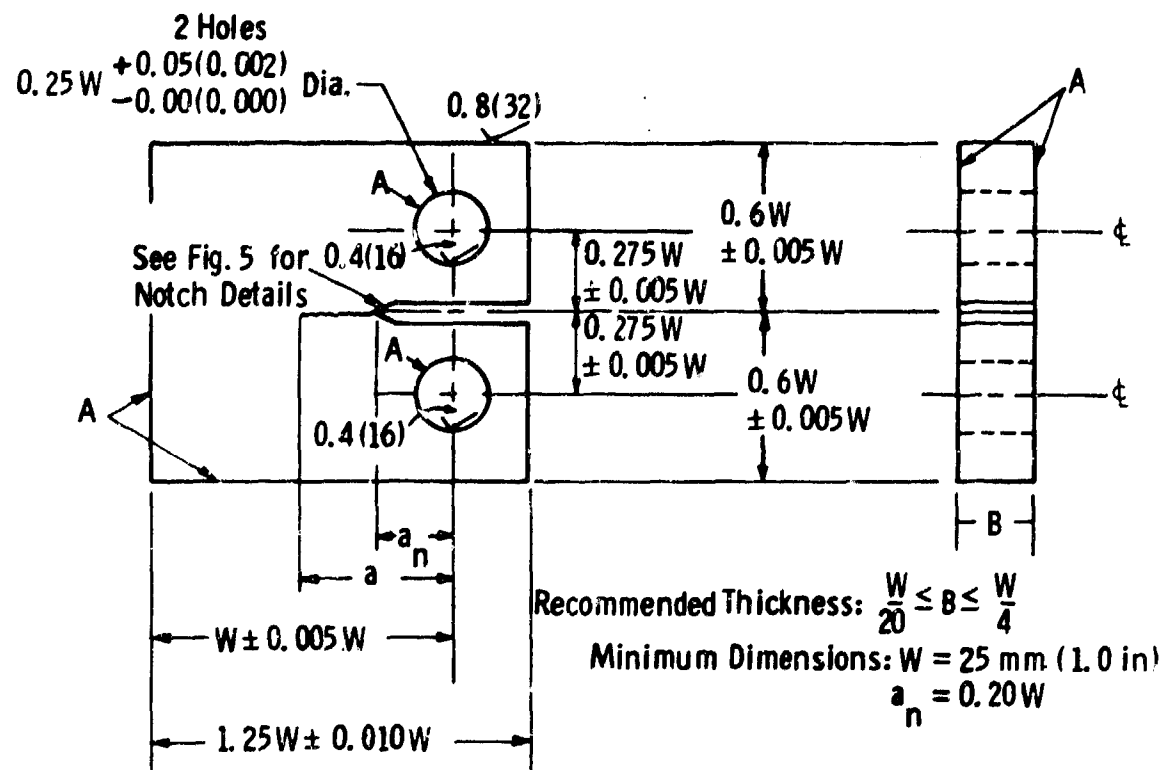 2 Holes
0.25W +0.05(0.002) -0.00(0.000) Dia.
0.8(32)
A
A
0.6W
± 0.005W
See Fig. 5 for
Notch Details
0.4(16)
0.275W
± 0.005W
℄
0.275W
± 0.005W
A
0.6W
± 0.005W
℄
A
0.4(16)
B
a_n
a
Recommended Thickness: W/20 ≤ B ≤ W/4
W ± 0.005W
Minimum Dimensions: W = 25 mm (1.0 in)
a_n = 0.20W
1.25W ± 0.010W